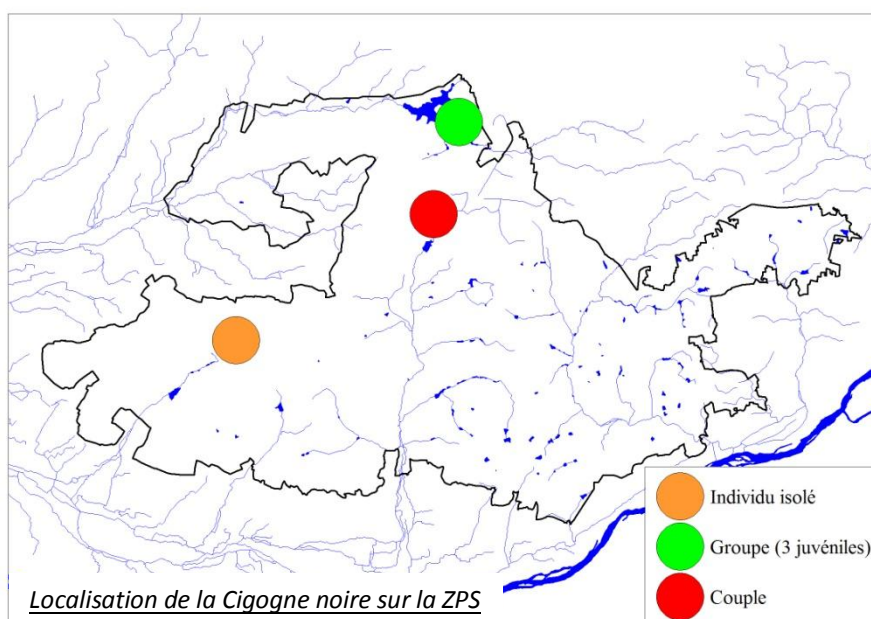 Individu isolé
Groupe (3 juvéniles)
Couple
Localisation de la Cigogne noire sur la ZPS